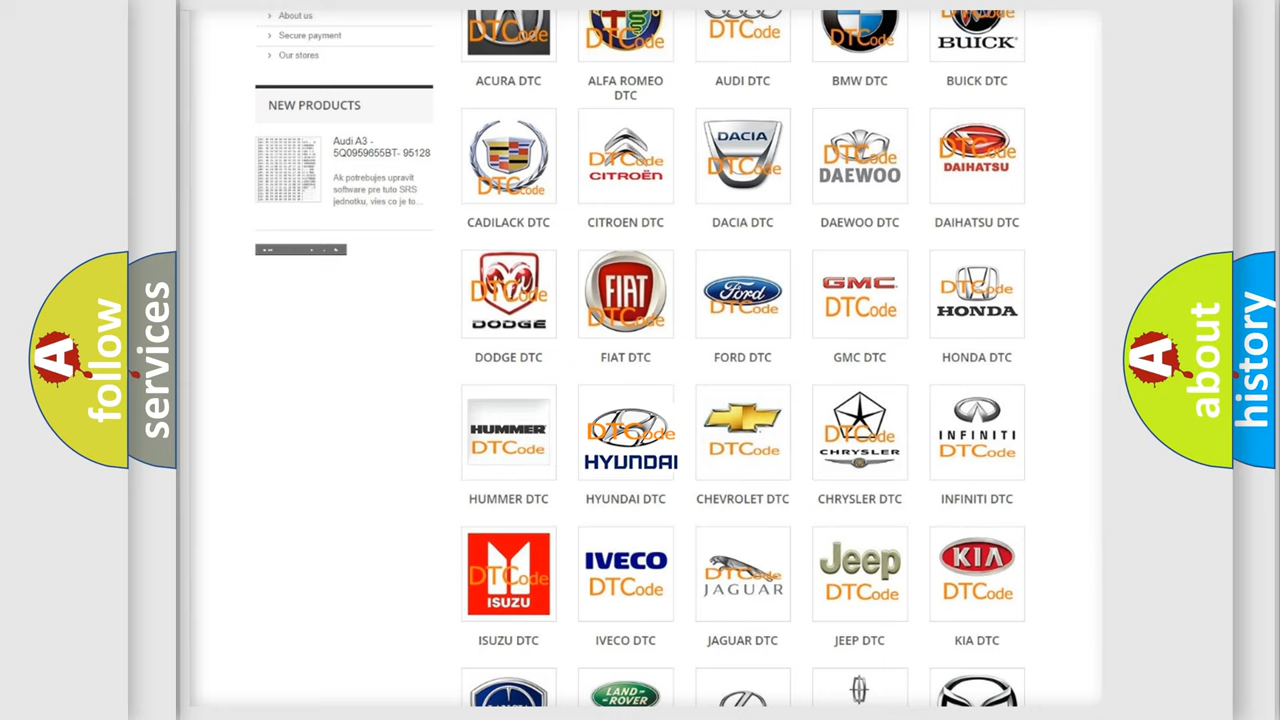 About us
Secure payment
Our stores
NEW PRODUCTS
Audi A3 -
5Q0959655BT- 95128
Ak potrebujes upravit
software pre tuto SRS
jednotku, vies co je to...
DTCode
DTCode
DTCode
DTCode
DTCode
BUICK
ACURA DTC
ALFA ROMEO
DTC
AUDI DTC
BMW DTC
BUICK DTC
DTCode
DTCode
CITROËN
DACIA
DTCode
DTCode
DAEWOO
DTCode
DAIHATSU
CADILACK DTC
CITROEN DTC
DACIA DTC
DAEWOO DTC
DAIHATSU DTC
DTCode
DODGE
FIAT
DTCode
Ford
DTCode
GMC
DTCode
DTCode
HONDA
DODGE DTC
FIAT DTC
FORD DTC
GMC DTC
HONDA DTC
HUMMER
DTCode
DTCode
HYUNDAI
DTCode
DTCode
CHRYSLER
INFINITI
DTCode
HUMMER DTC
HYUNDAI DTC
CHEVROLET DTC
CHRYSLER DTC
INFINITI DTC
DTCode
ISUZU
IVECO
DTCode
DTCode
JAGUAR
Jeep
DTCode
KIA
DTCode
ISUZU DTC
IVECO DTC
JAGUAR DTC
JEEP DTC
KIA DTC
LAND-
ROVER
A
follow
services
A
about
history